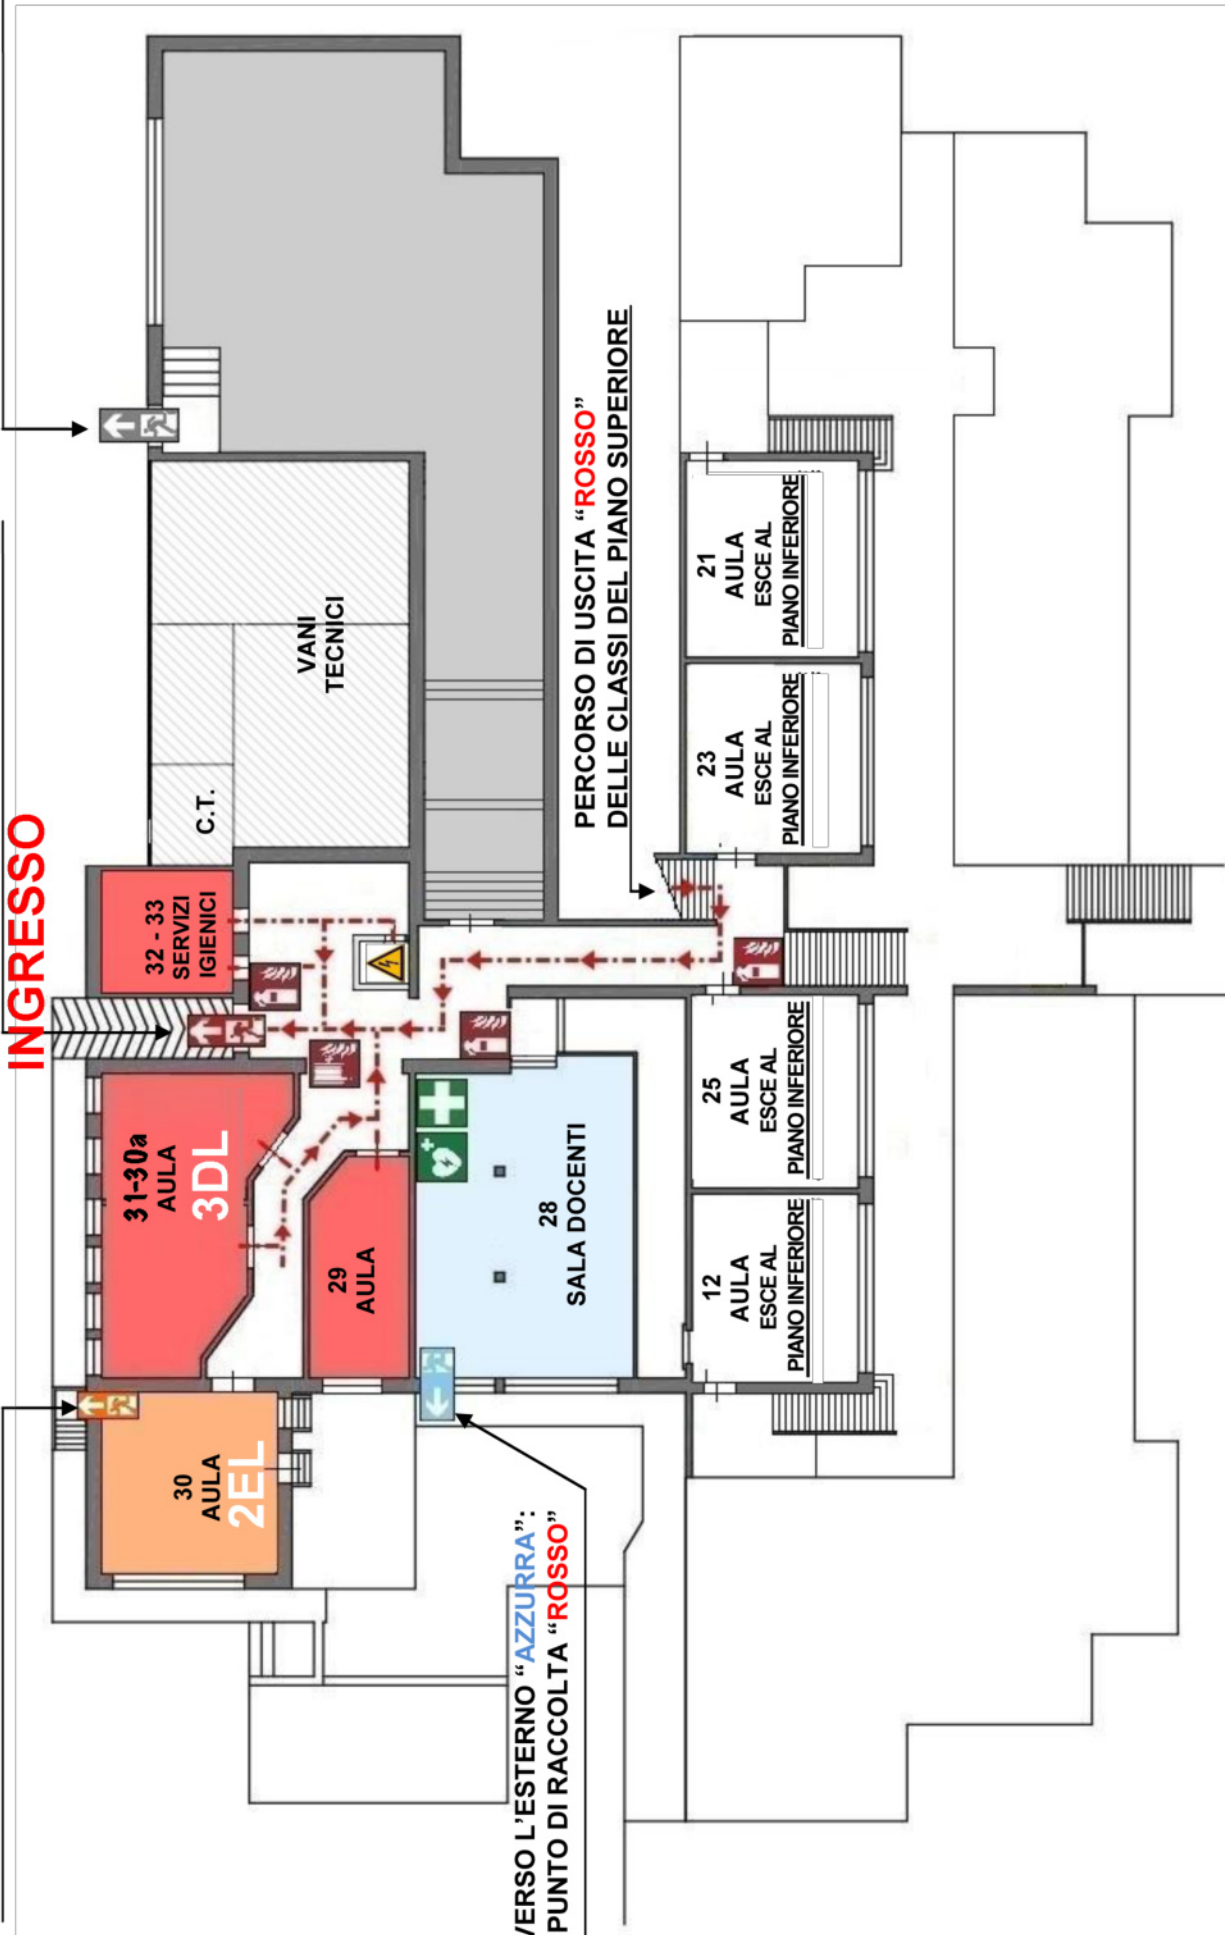 INGRESSO
32 - 33
SERVIZI
IGIENICI
C.T.
VANI
TECNICI
31-30a
AULA
3DL
30
AULA
2EL
29
AULA
28
SALA DOCENTI
PERCORSO DI USCITA “ROSSO”
DELLE CLASSI DEL PIANO SUPERIORE
21
AULA
ESCE AL
PIANO INFERIORE
23
AULA
ESCE AL
PIANO INFERIORE
25
AULA
ESCE AL
PIANO INFERIORE
12
AULA
ESCE AL
PIANO INFERIORE
VERSO L'ESTERNO “AZZURRA”:
PUNTO DI RACCOLTA “ROSSO”